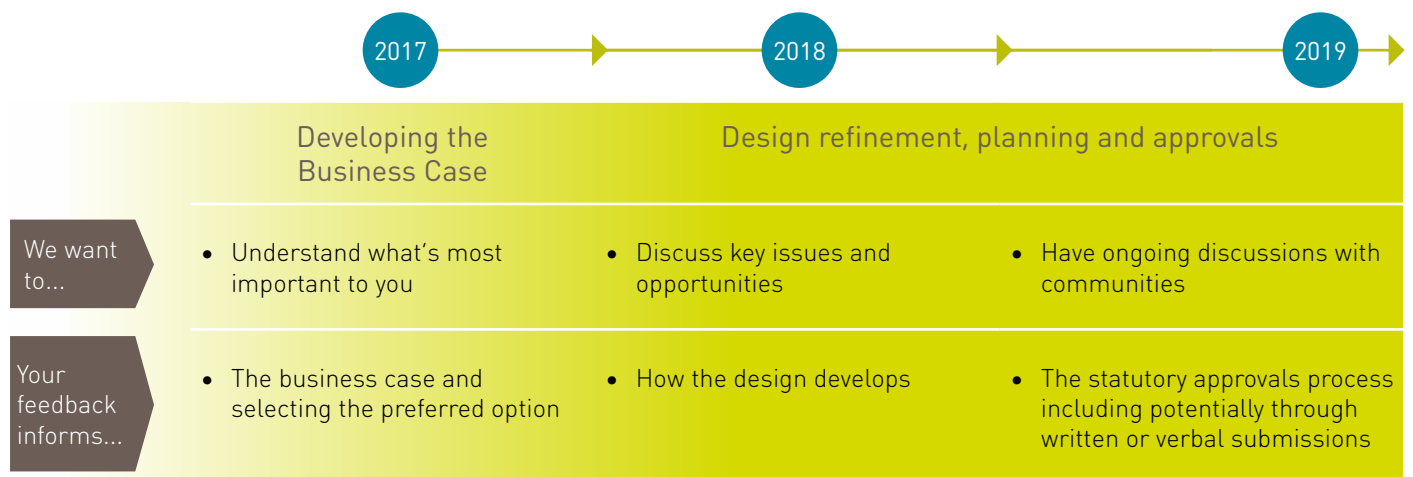 2017
2018
2019
Developing the
Business Case
Design refinement, planning and approvals
We want
to...
• Understand what's most
important to you
• Discuss key issues and
opportunities
• Have ongoing discussions with
communities
Your
feedback
informs...
• The business case and
selecting the preferred option
• How the design develops
• The statutory approvals process
including potentially through
written or verbal submissions